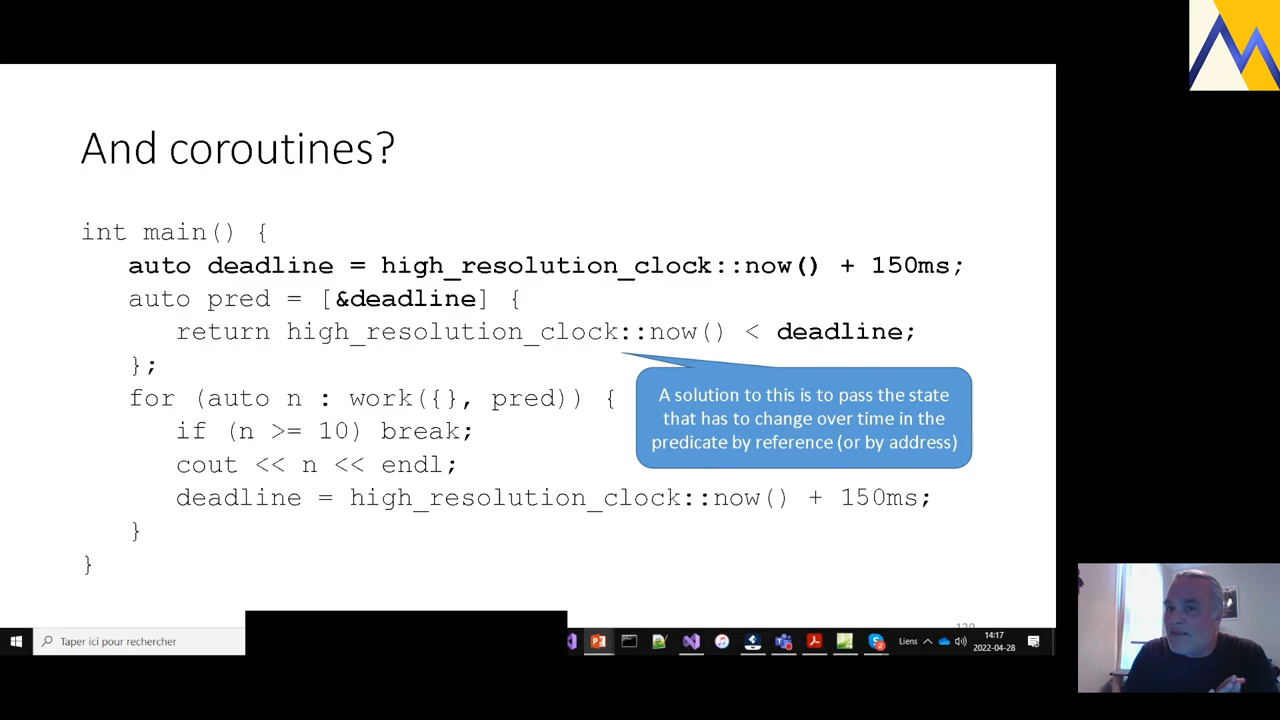 And coroutines?
int main() {
auto deadline = high_resolution_clock::now() + 150ms;
auto pred = [&deadline] {
return high_resolution_clock::now() < deadline;
};
for (auto n : work({}, pred)) {
if (n >= 10) break;
cout << n << endl;
deadline = high_resolution_clock::now() + 150ms;
}
}
A solution to this is to pass the state
that has to change over time in the
predicate by reference (or by address)
Taper ici pour rechercher
Liens
14:17
2022-04-28